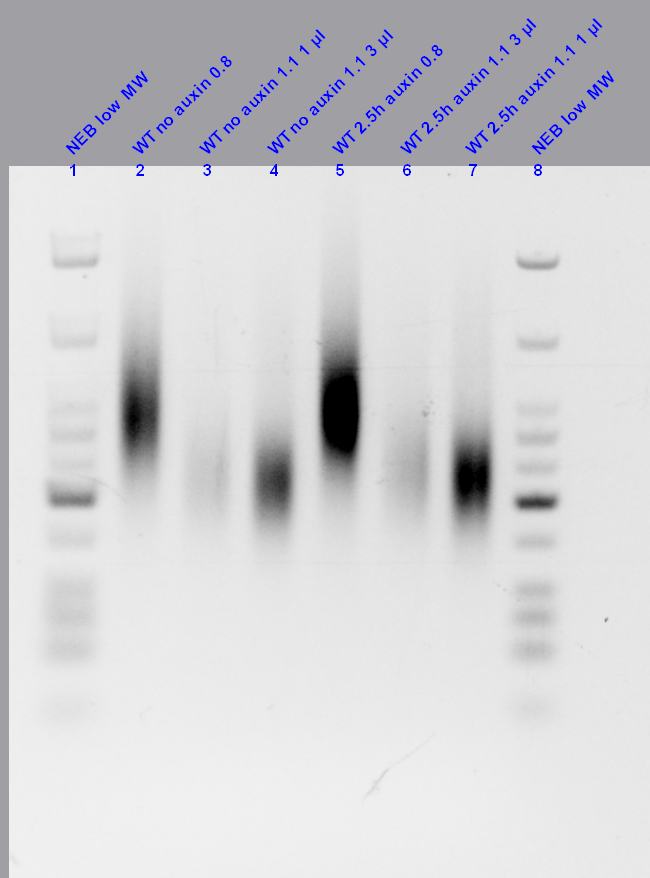 NEB low MW
WT no auxin 0.8
WT no auxin 1.1 1 µl
WT no auxin 1.1 3 µl
WT 2.5h auxin 0.8
WT 2.5h auxin 1.1 3 µl
WT 2.5h auxin 1.1 1 µl
NEB low MW
1 2 3 4 5 6 7 8